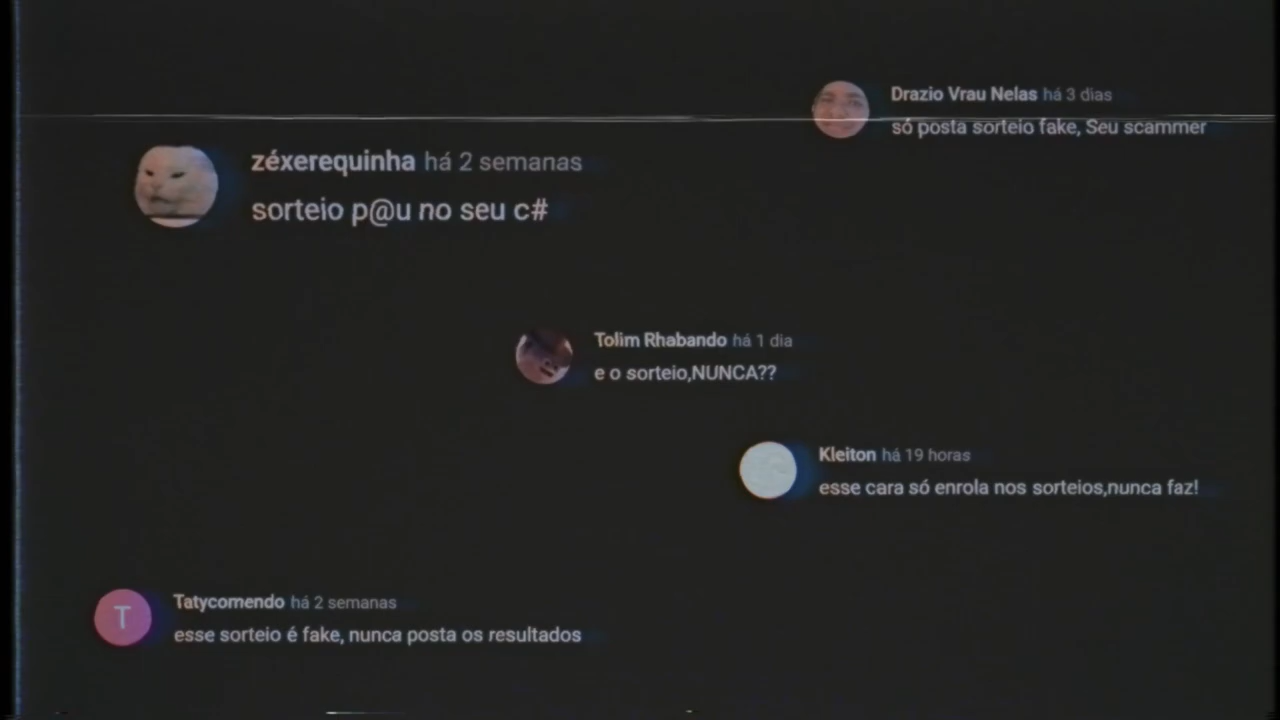 Drazio Vrau Nelas há 3 dias
só posta sorteio fake, Seu scammer
zéxerequinha há 2 semanas
sorteio p@u no seu c#
Tolim Rhabando há 1 dia
e o sorteio,NUNCA??
Kleiton há 19 horas
esse cara só enrola nos sorteios,nunca faz!
T
Tatycomendo há 2 semanas
esse sorteio é fake, nunca posta os resultados